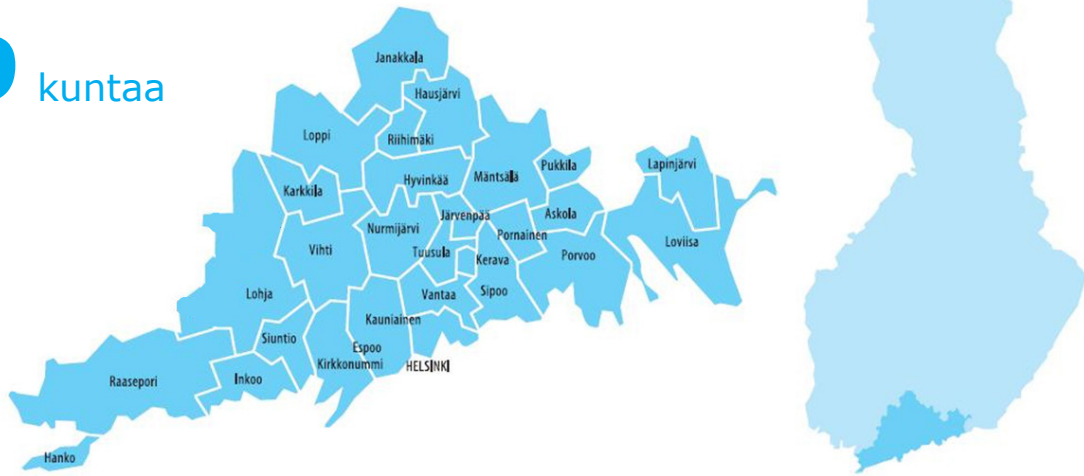 kuntaa
Janakkala
Hausjärvi
Loppi
Riihimäki
Pukkila
Lapinjärvi
Karkkila
Hyvinkää
Mäntsälä
Järvenpää
Askola
Nurmijärvi
Pornainen
Vihti
Tuusula
Kerava
Porvoo
Loviisa
Lohja
Vantaa
Sipoo
Kauniainen
Siuntio
Espoo
Kirkkonummi
HELSINKI
Raasepori
Inkoo
Hanko